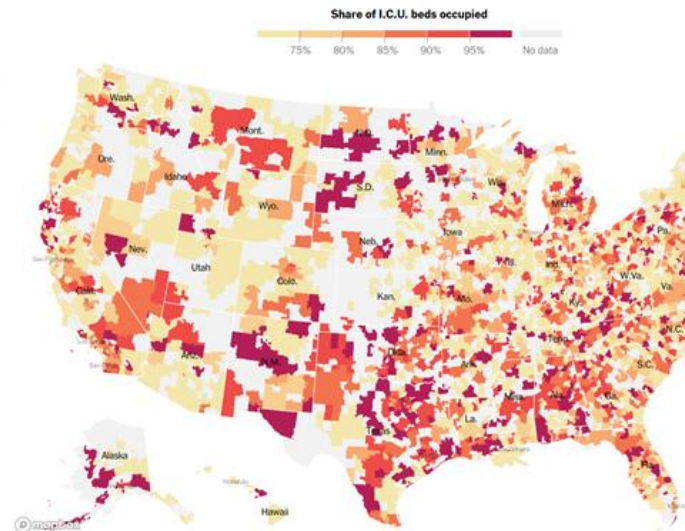 Share of I.C.U. beds occupied
75% 80% 85% 90% 95% No data
Wash.
Mont.
N.D.
Minn.
Ore.
Idaho
S.D.
Wis.
Mich.
Wyo.
Iowa
Neb.
Pa.
Nev.
Utah
Colo.
Ill.
Ind.
W.Va.
Va.
Calif.
Kan.
Mo.
Ky.
N.C.
Tenn.
Ariz.
N.M.
Okla.
Ark.
S.C.
Miss.
Ala.
Ga.
Texas
La.
Fla.
Alaska
Honolulu
Hawaii
mapbox